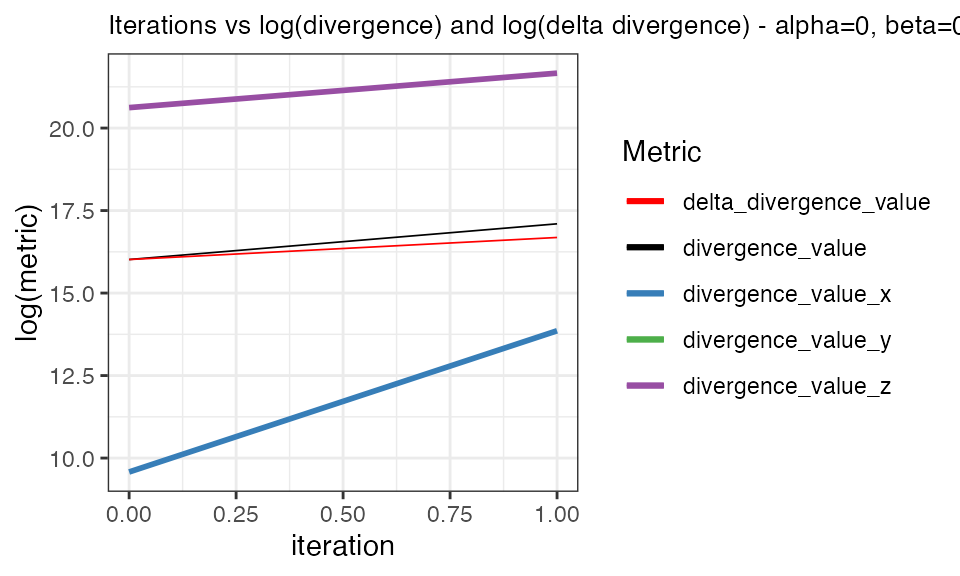 Iterations vs log(divergence) and log(delta divergence) - alpha=0, beta=0
log(metric)
20.0
17.5
15.0
12.5
10.0
0.00 0.25 0.50 0.75 1.00
iteration
Metric
delta_divergence_value
divergence_value
divergence_value_x
divergence_value_y
divergence_value_z